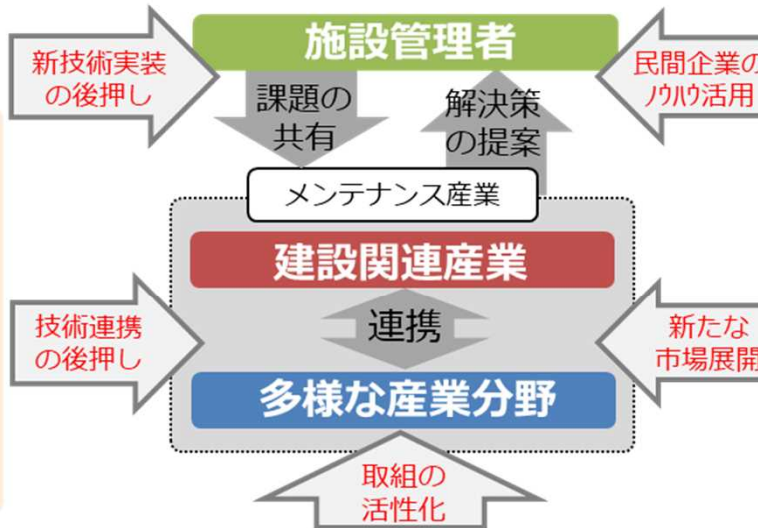 施設管理者
新技術実装
の後押し
民間企業の
ノウハウ活用
課題の
共有
解決策
の提案
メンテナンス産業
建設関連産業
技術連携
の後押し
連携
新たな
市場展開
多様な産業分野
取組の
活性化